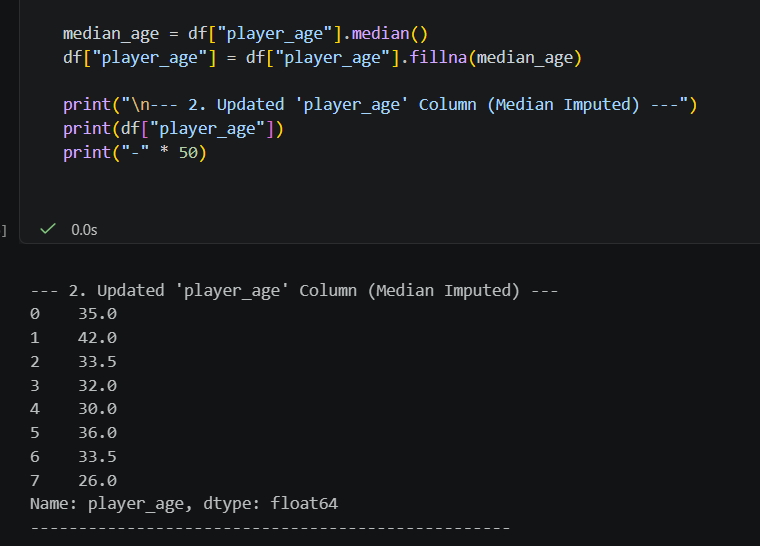 median_age = df["player_age"].median()
df["player_age"] = df["player_age"].fillna(median_age)
print("\n--- 2. Updated 'player_age' Column (Median Imputed) ---")
print(df["player_age"])
print("-" * 50)
]
✓ 0.0s
--- 2. Updated 'player_age' Column (Median Imputed) ---
0    35.0
1    42.0
2    33.5
3    32.0
4    30.0
5    36.0
6    33.5
7    26.0
Name: player_age, dtype: float64
--------------------------------------------------